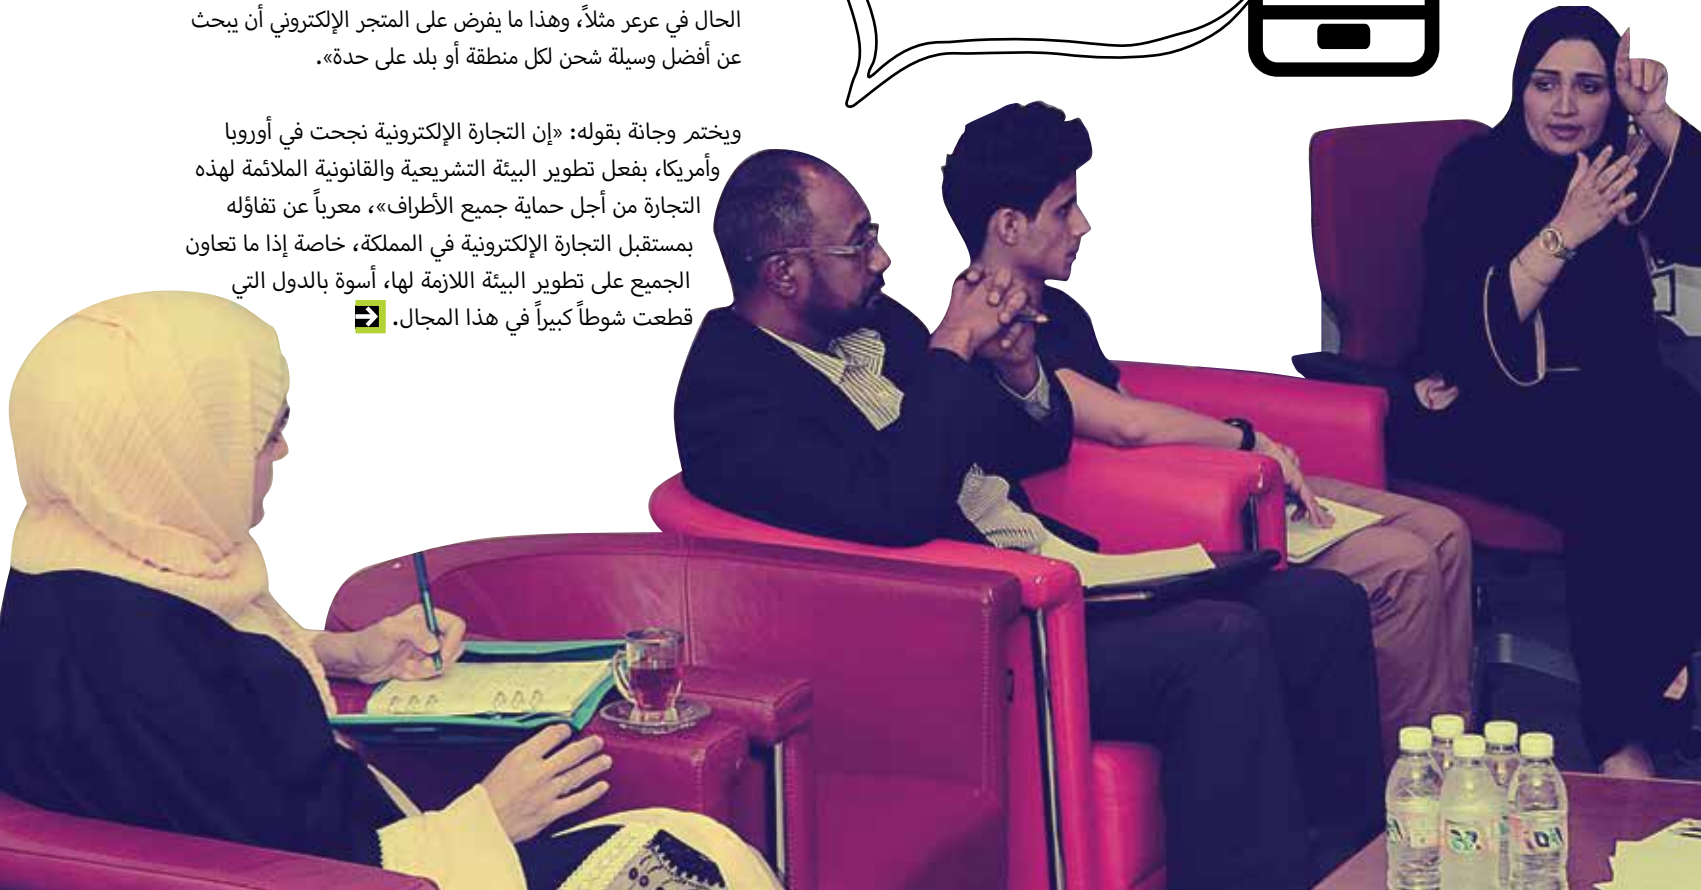 الحال في عرعر مثلاً، وهذا ما يفرض على المتجر الإلكتروني أن يبحث
عن أفضل وسيلة شحن لكل منطقة أو بلد على حدة».
ويختم وجانة بقوله: «إن التجارة الإلكترونية نجحت في أوروبا
وأمريكا، بفعل تطوير البيئة التشريعية والقانونية الملائمة لهذه
التجارة من أجل حماية جميع الأطراف»، معرباً عن تفاؤله
بمستقبل التجارة الإلكترونية في المملكة، خاصة إذا ما تعاون
الجميع على تطوير البيئة اللازمة لها، أسوة بالدول التي
قطعت شوطاً كبيراً في هذا المجال.